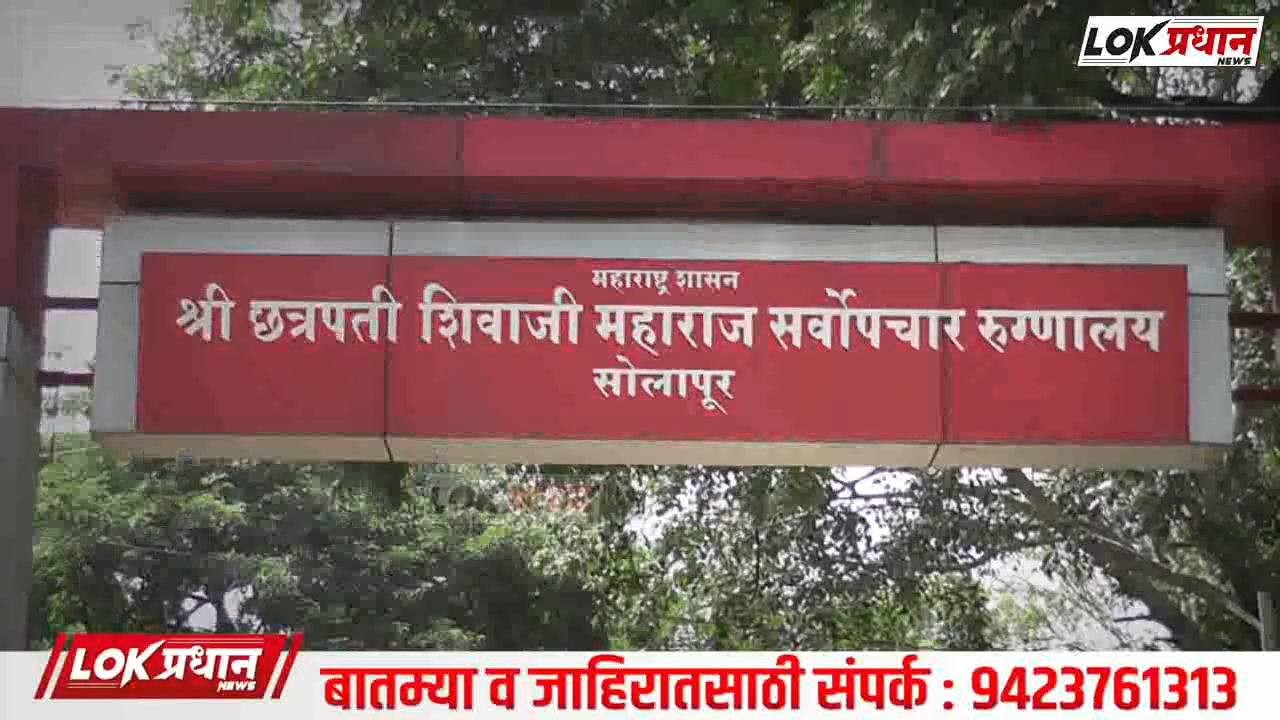 LOK प्रधान
NEWS
महाराष्ट्र शासन
श्री छत्रपती शिवाजी महाराज सर्वोपचार रुग्णालय
सोलापूर
LOK प्रधान
NEWS
बातम्या व जाहिरातसाठी संपर्क : 9423761313